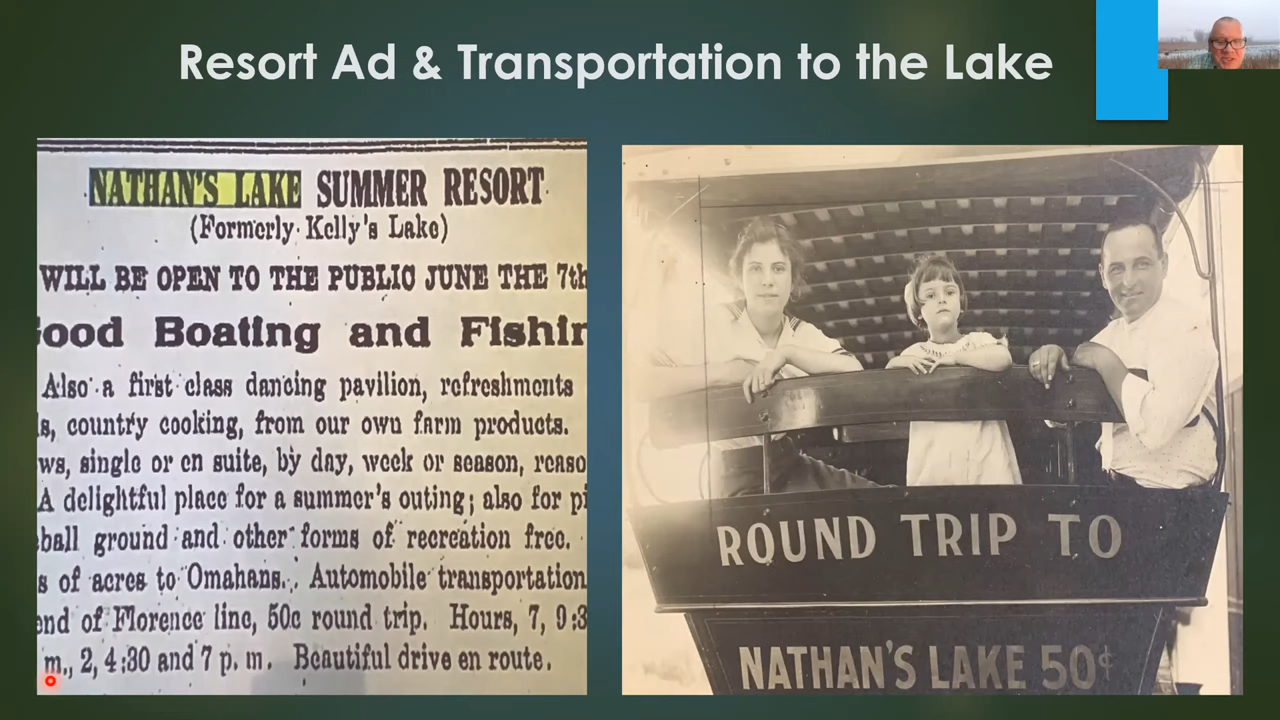 Resort Ad & Transportation to the Lake
NATHAN'S LAKE SUMMER RESORT
(Formerly Kelly's Lake)
WILL BE OPEN TO THE PUBLIC JUNE THE 7th
ood Boating and Fishin
Also a first class dancing pavilion, refreshments
s, country cooking, from our own farm products.
ws, single or en suite, by day, week or season, reaso
A delightful place for a summer's outing; also for pi
ball ground and other forms of recreation free.
s of acres to Omahans. Automobile transportation
end of Florence line, 50c round trip. Hours, 7, 9:3
m., 2, 4:30 and 7 p. m. Beautiful drive en route.
ROUND TRIP TO
NATHAN'S LAKE 50¢